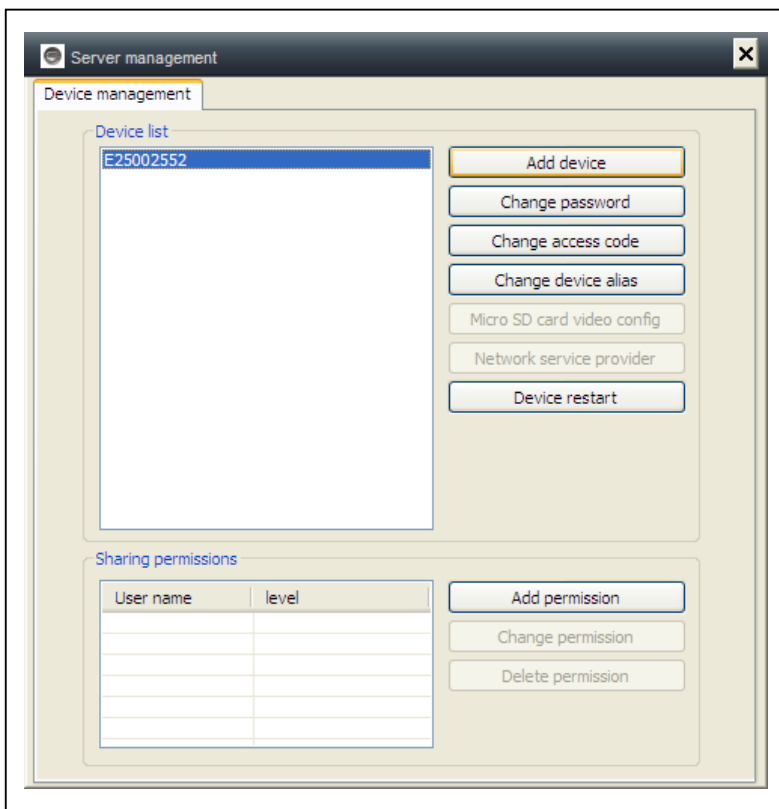 Server management
Device management
Device list
E25002552
Add device
Change password
Change access code
Change device alias
Micro SD card video config
Network service provider
Device restart
Sharing permissions
User name level
Add permission
Change permission
Delete permission